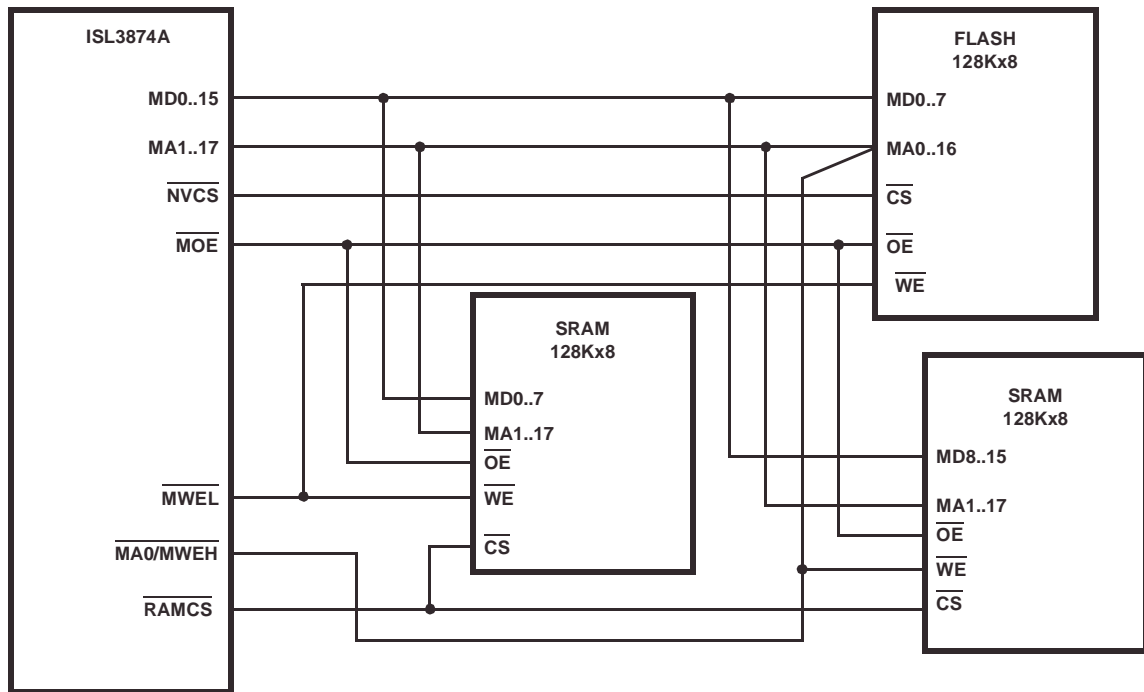 ISL3874A
MD0..15
MA1..17
NVCS
MOE
MWEL
MA0/MWEH
RAMCS
FLASH
128Kx8
MD0..7
MA0..16
CS
OE
WE
SRAM
128Kx8
MD0..7
MA1..17
OE
WE
CS
SRAM
128Kx8
MD8..15
MA1..17
OE
WE
CS